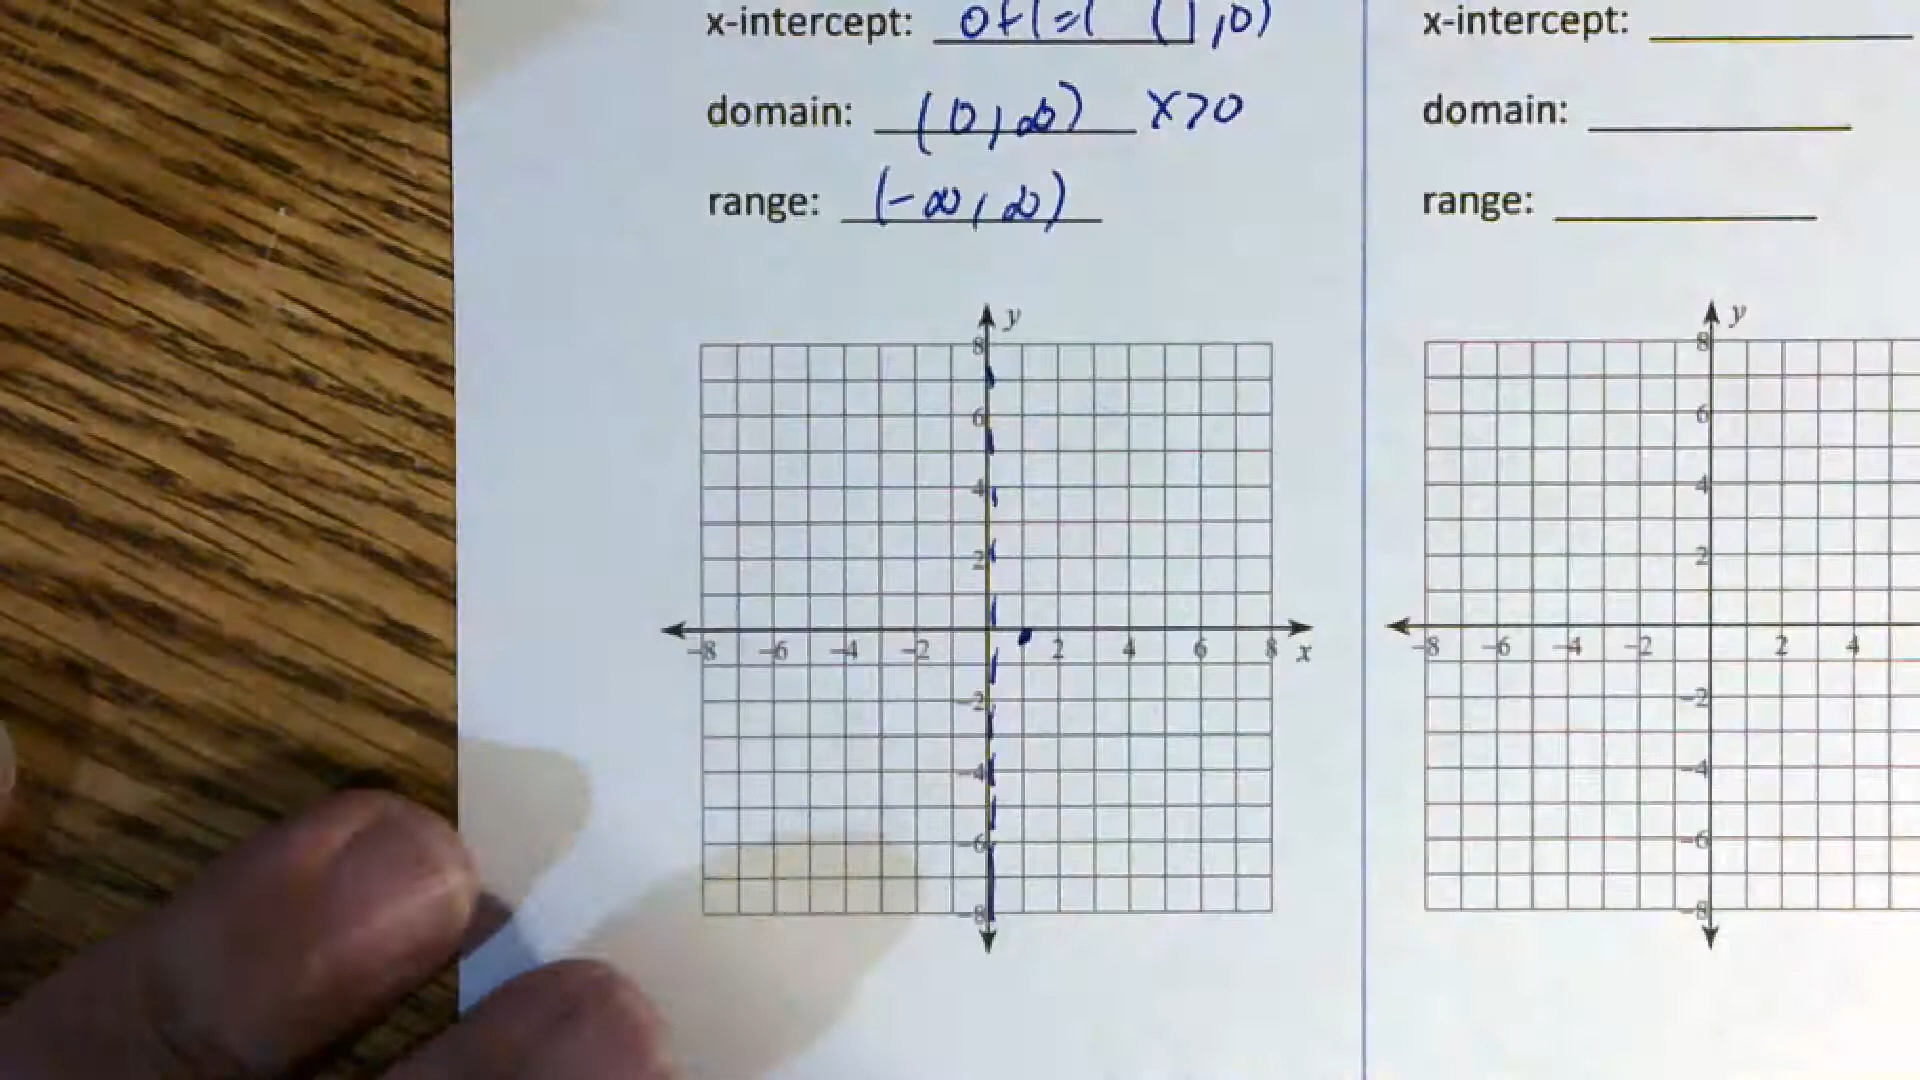 x-intercept: 0+1=1 (1,0)
domain: (0,∞) x>0
range: (-∞,∞)
y
8
6
4
2
-8 -6 -4 -2 2 4 6 8 x
-2
-4
-6
-8
x-intercept:
domain:
range:
y
8
6
4
2
-8 -6 -4 -2 2 4
-2
-4
-6
-8